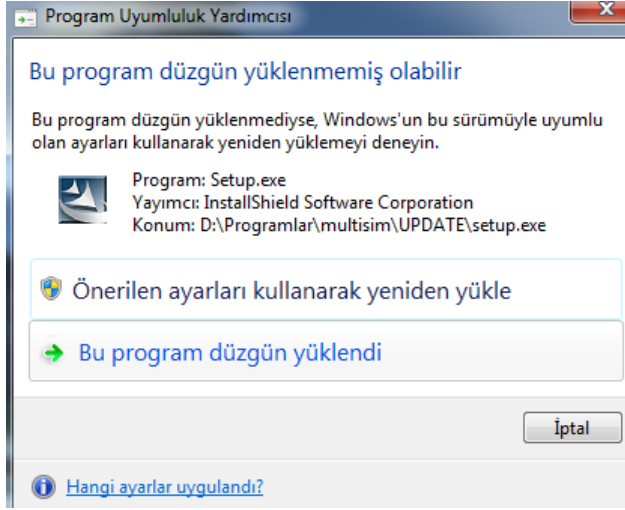 Program Uyumluluk Yardımcısı
Bu program düzgün yüklenmemiş olabilir
Bu program düzgün yüklenmediyse, Windows'un bu sürümüyle uyumlu
olan ayarları kullanarak yeniden yüklemeyi deneyin.
Program: Setup.exe
Yayımcı: InstallShield Software Corporation
Konum: D:\Programlar\multisim\UPDATE\setup.exe
Önerilen ayarları kullanarak yeniden yükle
Bu program düzgün yüklendi
İptal
Hangi ayarlar uygulandı?